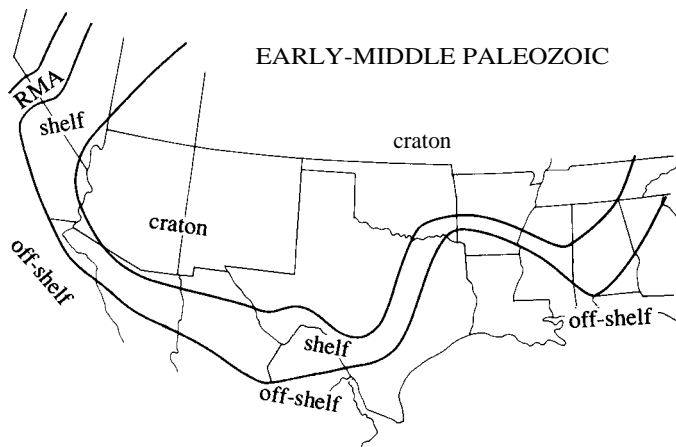 EARLY-MIDDLE PALEOZOIC
RMA
shelf
craton
craton
off-shelf
off-shelf
shelf
off-shelf